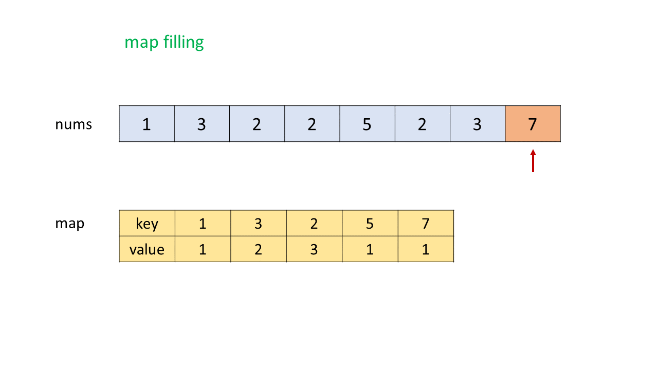 map filling
nums 1 3 2 2 5 2 3 7
map key 1 3 2 5 7
value 1 2 3 1 1